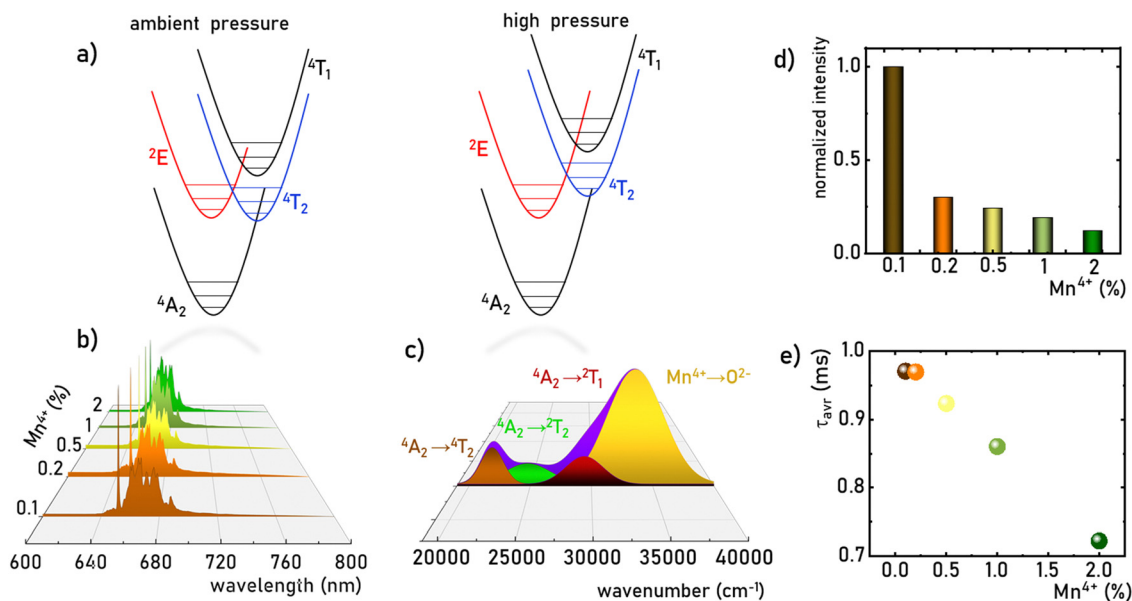 ambient pressure
high pressure
a)
⁴T₁
²E
⁴T₂
⁴A₂
⁴T₁
²E
⁴T₂
⁴A₂
b)
Mn⁴⁺ (%)
2
1
0.5
0.2
0.1
600 640 680 720 760 800
wavelength (nm)
c)
⁴A₂→⁴T₂
⁴A₂→²T₂
⁴A₂→²T₁
Mn⁴⁺→O²⁻
20000 25000 30000 35000 40000
wavenumber (cm⁻¹)
d)
normalized intensity
1.0
0.5
0.0
0.1 0.2 0.5 1 2
Mn⁴⁺ (%)
e)
τavr (ms)
1.0
0.9
0.8
0.7
0.0 0.5 1.0 1.5 2.0
Mn⁴⁺ (%)